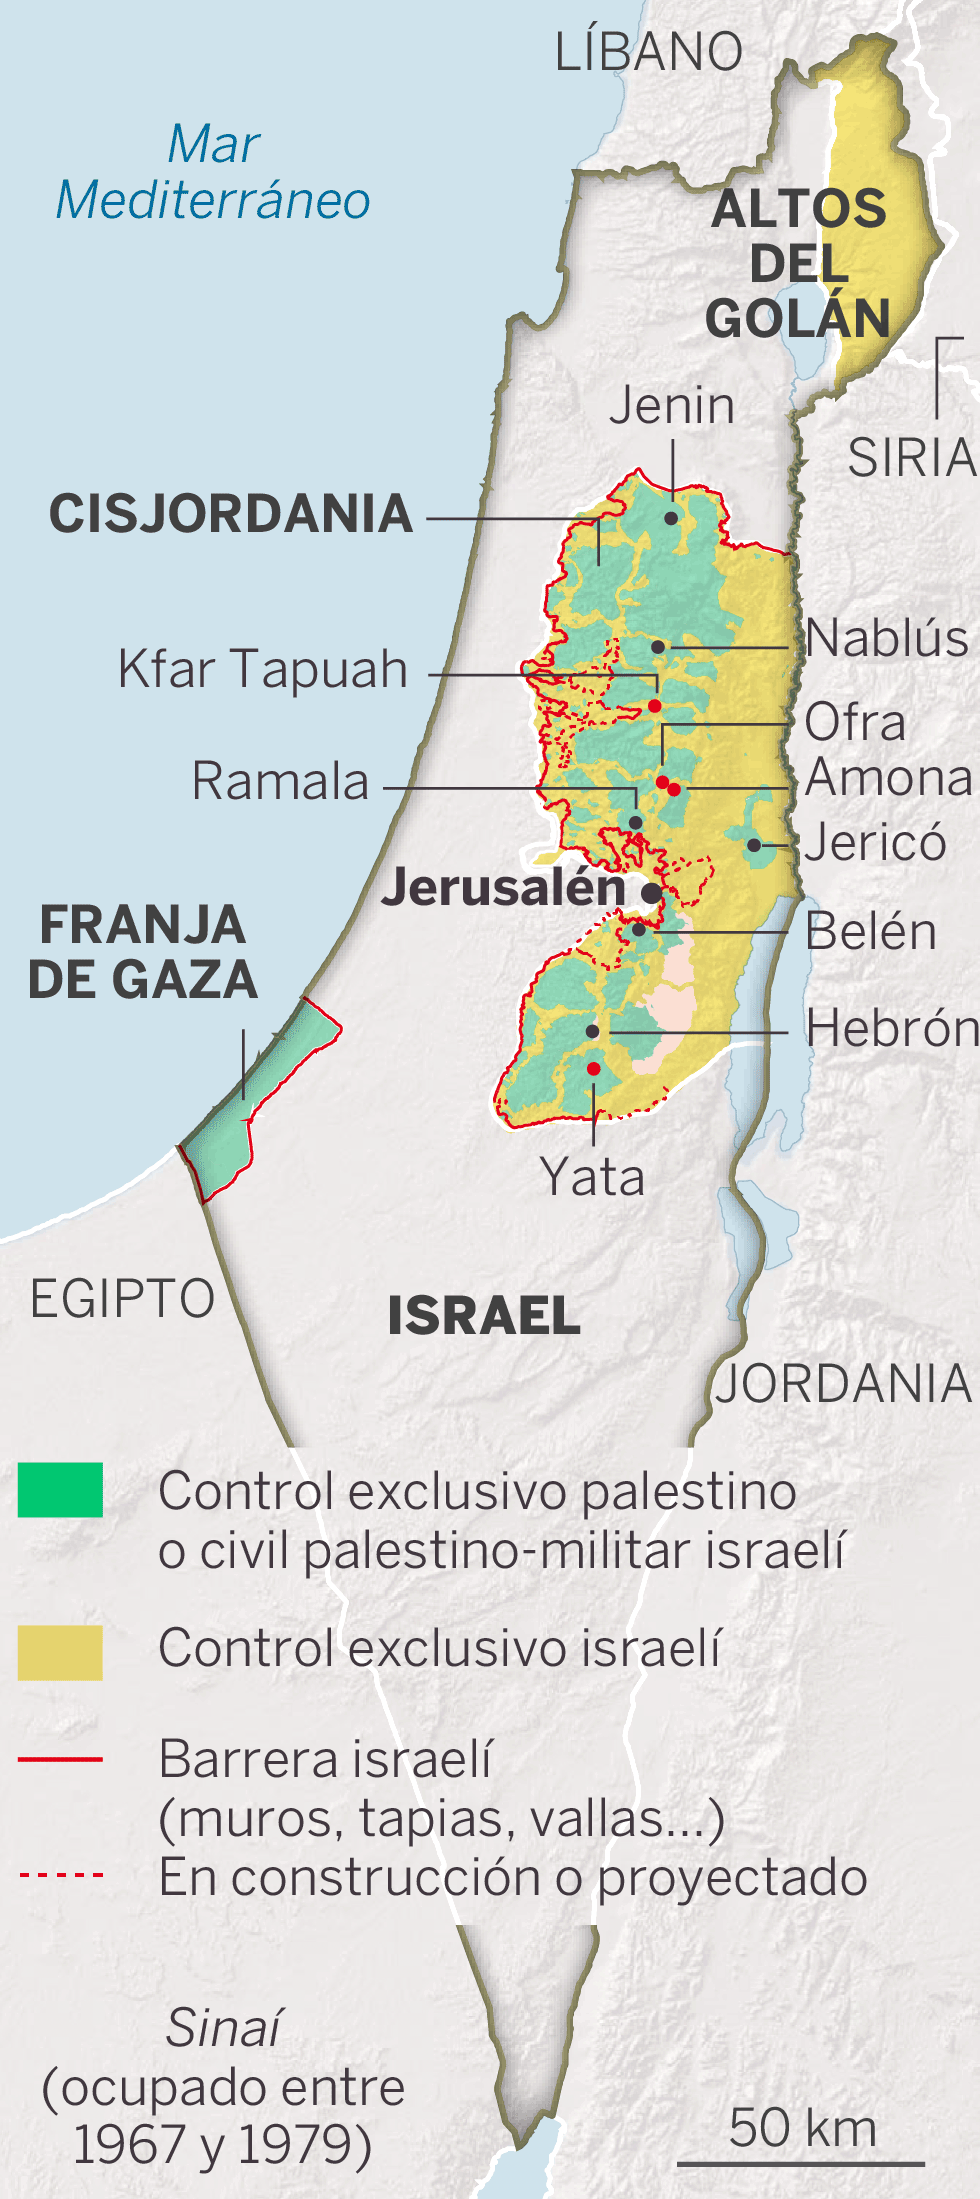 LÍBANO
Mar
Mediterráneo
ALTOS
DEL
GOLÁN
Jenin
SIRIA
CISJORDANIA
Nablús
Kfar Tapuah
Ofra
Ramala
Amona
Jericó
Jerusalén
FRANJA
DE GAZA
Belén
Hebrón
Yata
EGIPTO
ISRAEL
JORDANIA
Control exclusivo palestino
o civil palestino-militar israelí
Control exclusivo israelí
Barrera israelí
(muros, tapias, vallas...)
En construcción o proyectado
Sinaí
(ocupado entre
1967 y 1979)
50 km